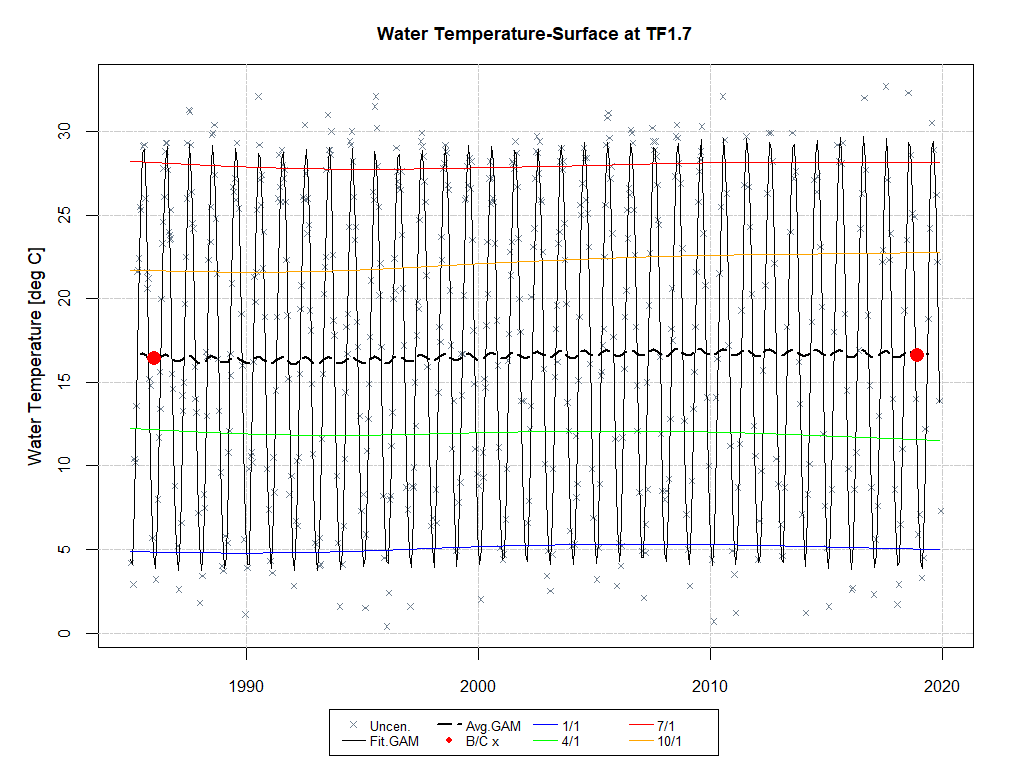 Water Temperature-Surface at TF1.7
Water Temperature [deg C]
30
25
20
15
10
5
0
1990 2000 2010 2020
Uncen. Avg.GAM 1/1 7/1
Fit.GAM B/C x 4/1 10/1